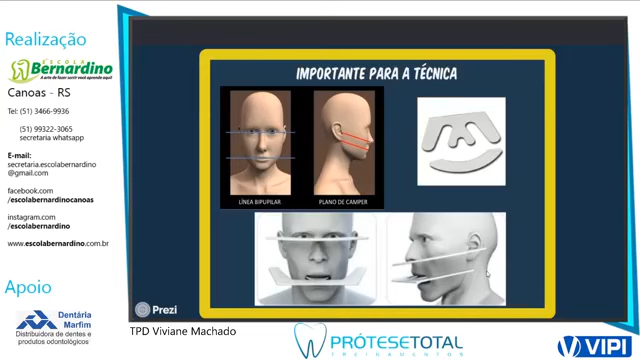 Realização
ESCOLA
Bernardino
A arte de fazer sorrir você aprende aqui!
Canoas - RS
Tel: (51) 3466-9936
(51) 99322-3065
secretaria whatsapp
E-mail:
secretaria.escolabernardino
@gmail.com
facebook.com
/escolabernardinocanoas
instagram.com
/escolabernardino
www.escolabernardino.com.br
Apoio
Dentária
Marfim
Distribuidora de dentes e
produtos odontológicos
IMPORTANTE PARA A TÉCNICA
LÍNEA BIPUPILAR
PLANO DE CAMPER
Prezi
TPD Viviane Machado
PRÓTESETOTAL
TREINAMENTOS
VIPI